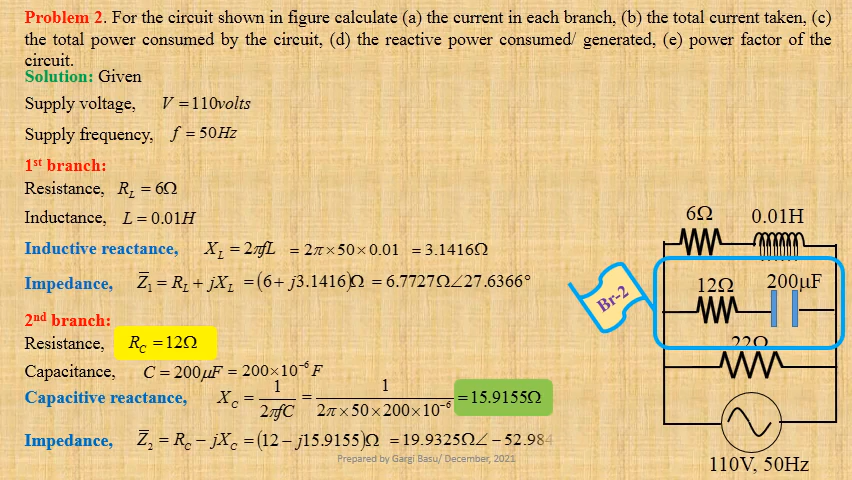 Problem 2. For the circuit shown in figure calculate (a) the current in each branch, (b) the total current taken, (c)
the total power consumed by the circuit, (d) the reactive power consumed/ generated, (e) power factor of the
circuit.
Solution: Given
Supply voltage, V = 110volts
Supply frequency, f = 50Hz
1st branch:
Resistance, R_L = 6Ω
Inductance, L = 0.01H
Inductive reactance, X_L = 2πfL = 2π×50×0.01 = 3.1416Ω
Impedance, Z̄₁ = R_L + jX_L = (6+ j3.1416)Ω = 6.7727Ω∠27.6366°
2nd branch:
Resistance, R_C = 12Ω
Capacitance, C = 200μF = 200×10⁻⁶F
Capacitive reactance, X_C = 1/(2πfC) = 1/(2π×50×200×10⁻⁶) = 15.9155Ω
Impedance, Z̄₂ = R_C − jX_C = (12 − j15.9155)Ω = 19.9325Ω∠−52.984
6Ω 0.01H
12Ω 200μF
Br-2
22Ω
110V, 50Hz
Prepared by Gargi Basu/ December, 2021